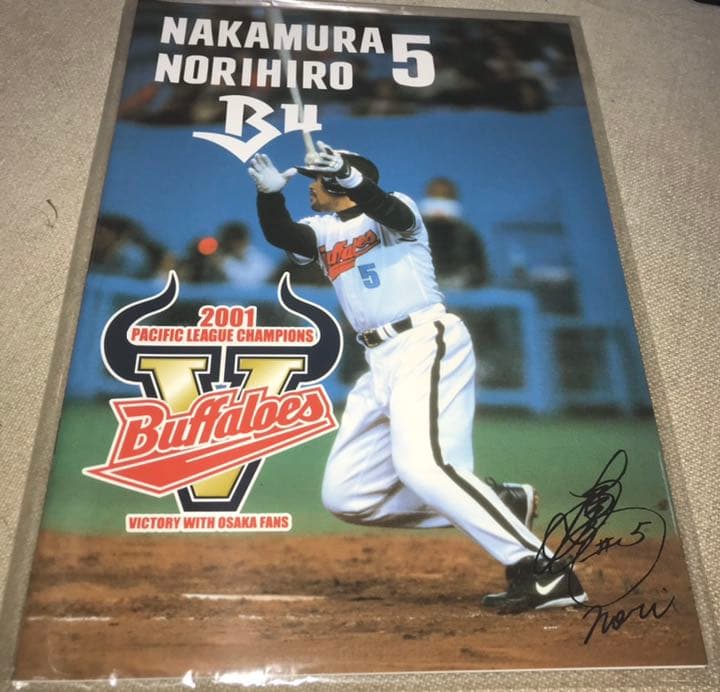 NAKAMURA 5
NORIHIRO
Bu
Buffaloes
5
2001
PACIFIC LEAGUE CHAMPIONS
V
Buffaloes
VICTORY WITH OSAKA FANS
#5
nori